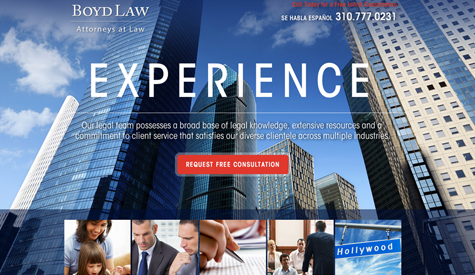 BOYD LAW
Attorneys at Law
SE HABLA ESPAÑOL 310.777.0231
EXPERIENCE
Our legal team possesses a broad base of legal knowledge, extensive resources and a
commitment to client service that satisfies our diverse clientele across multiple industries.
REQUEST FREE CONSULTATION
Hollywood